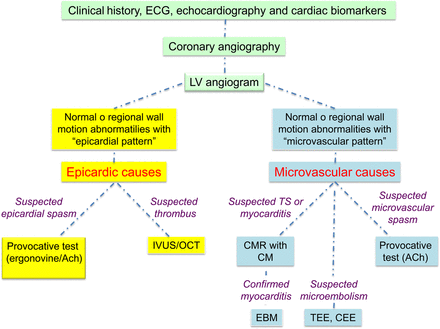 Clinical history, ECG, echocardiography and cardiac biomarkers
Coronary angiography
LV angiogram
Normal o regional wall
motion abnormatilies with
"epicardial pattern"
Normal o regional wall
motion abnormalities with
"microvascular pattern"
Epicardic causes
Microvascular causes
Suspected
epicardial spasm
Suspected
thrombus
Suspected TS or
myocarditis
Suspected
microvascular
spasm
Provocative test
(ergonovine/Ach)
IVUS/OCT
CMR with
CM
Provocative
test (ACh)
Confirmed
myocarditis
Suspected
microembolism
EBM
TEE, CEE